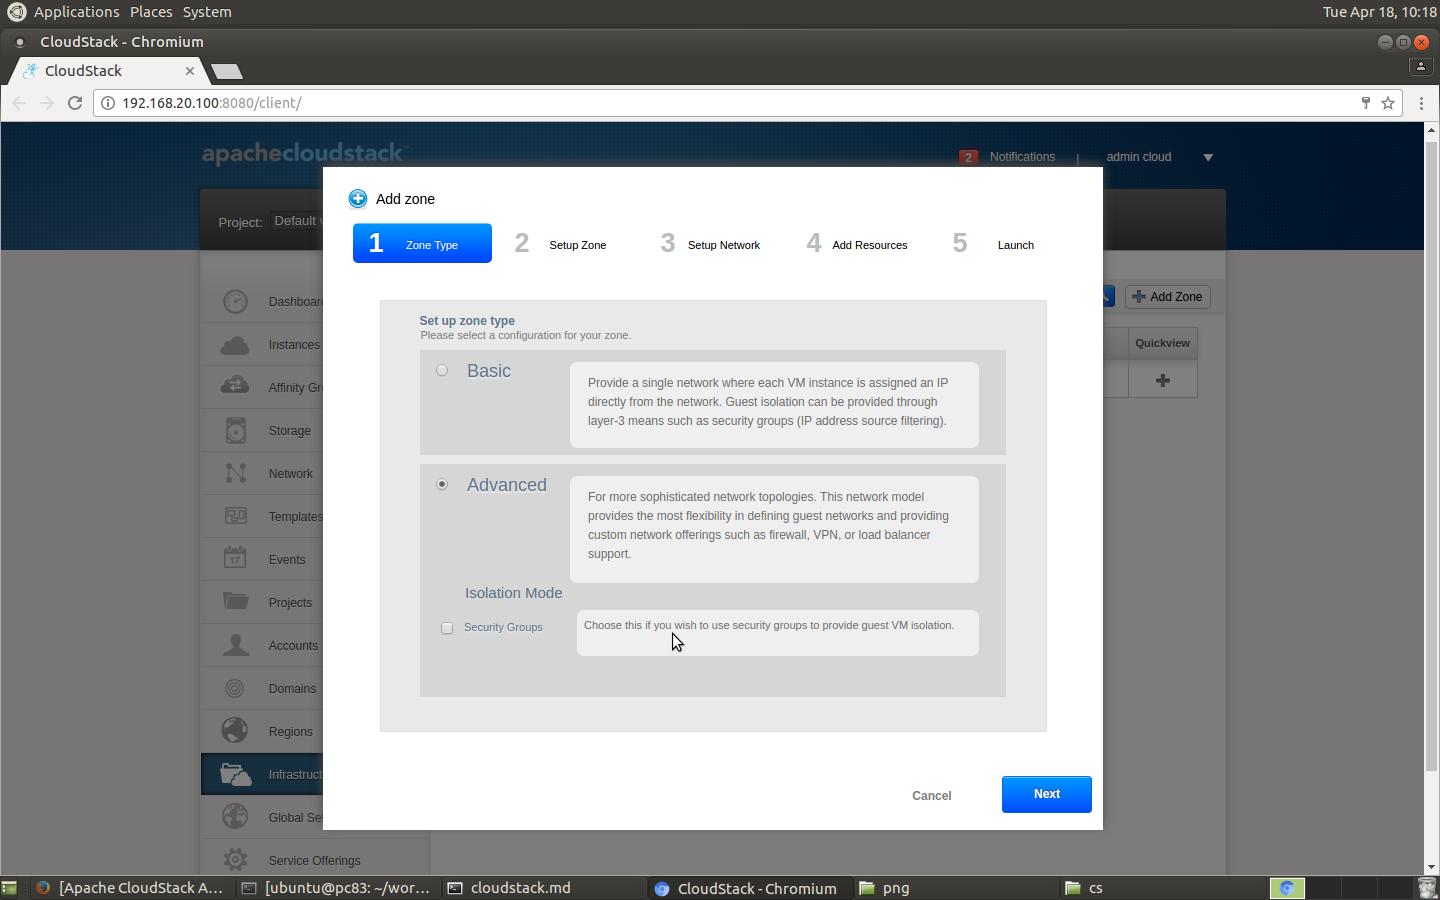 Applications Places System
Tue Apr 18, 10:18
CloudStack - Chromium
CloudStack
192.168.20.100:8080/client/
apachecloudstack
2 Notifications | admin cloud
Project: Default
Add zone
1 Zone Type
2 Setup Zone
3 Setup Network
4 Add Resources
5 Launch
Add Zone
Quickview
Set up zone type
Please select a configuration for your zone.
Basic
Provide a single network where each VM instance is assigned an IP
directly from the network. Guest isolation can be provided through
layer-3 means such as security groups (IP address source filtering).
Advanced
For more sophisticated network topologies. This network model
provides the most flexibility in defining guest networks and providing
custom network offerings such as firewall, VPN, or load balancer
support.
Isolation Mode
Security Groups
Choose this if you wish to use security groups to provide guest VM isolation.
Cancel
Next
Dashboar
Instances
Affinity Gr
Storage
Network
Templates
17
Events
Projects
Accounts
Domains
Regions
Infrastruct
Global Se
Service Offerings
[Apache CloudStack A...
[ubuntu@pc83: ~/wor...
cloudstack.md
CloudStack - Chromium
png
cs